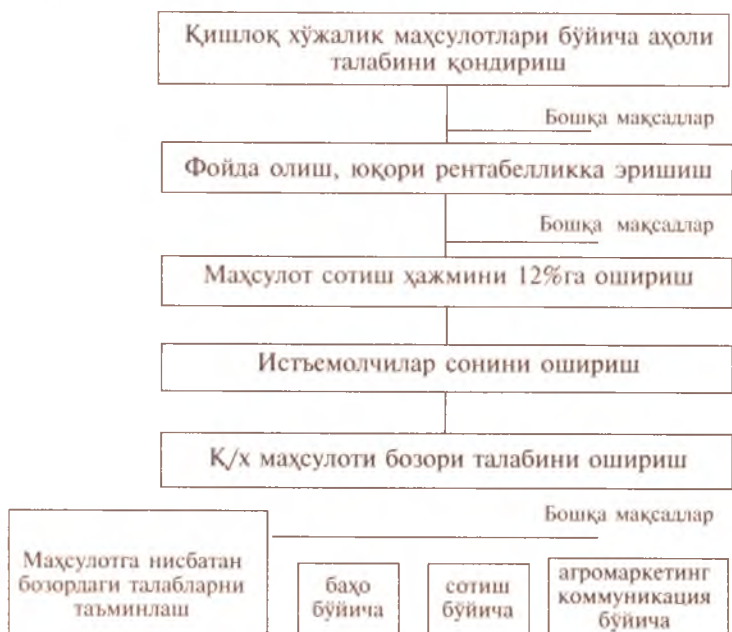 Қишлоқ хўжалик маҳсулотлари бўйича аҳоли
талабини қондириш
Бошқа мақсадлар
Фойда олиш, юқори рентабелликка эришиш
Бошқа мақсадлар
Маҳсулот сотиш ҳажмини 12%га ошириш
Истъемолчилар сонини ошириш
Қ/х маҳсулоти бозори талабини ошириш
Бошқа мақсадлар
Маҳсулотга нисбатан
бозордаги талабларни
таъминлаш
баҳо
бўйича
сотиш
бўйича
агромаркетинг
коммуникация
бўйича